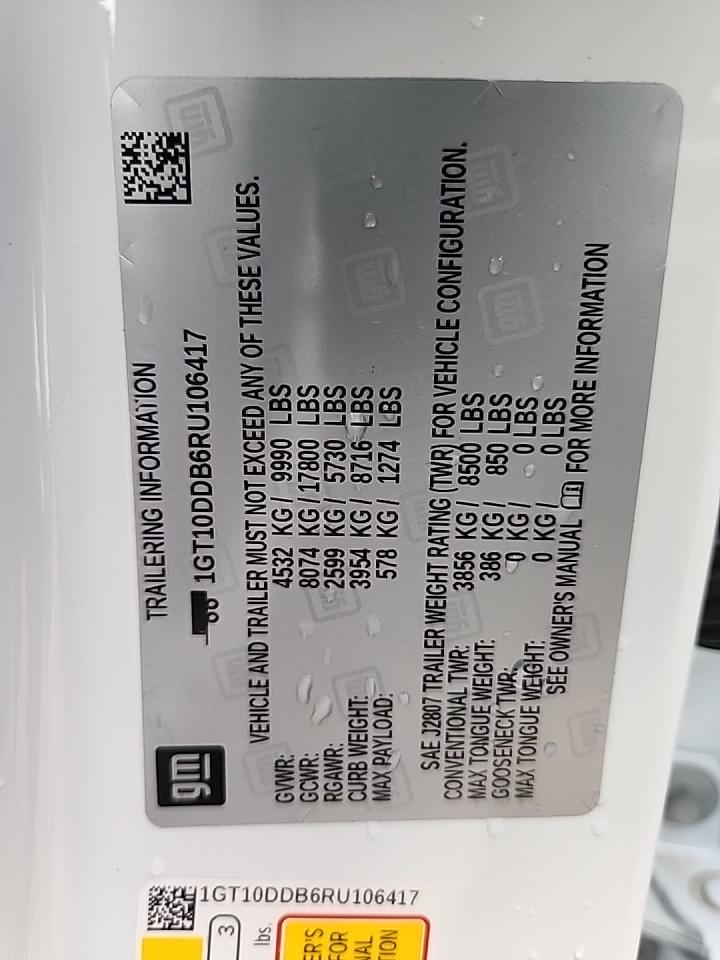 gm
TRAILERING INFORMATION
1GT10DDB6RU106417
VEHICLE AND TRAILER MUST NOT EXCEED ANY OF THESE VALUES.
GVWR: 4532 KG / 9990 LBS
GCWR: 8074 KG / 17800 LBS
RGAWR: 2599 KG / 5730 LBS
CURB WEIGHT: 3954 KG / 8716 LBS
MAX PAYLOAD: 578 KG / 1274 LBS
SAE J2807 TRAILER WEIGHT RATING (TWR) FOR VEHICLE CONFIGURATION.
CONVENTIONAL TWR: 3856 KG / 8500 LBS
MAX TONGUE WEIGHT: 386 KG / 850 LBS
GOOSENECK TWR: 0 KG / 0 LBS
MAX TONGUE WEIGHT: 0 KG / 0 LBS
SEE OWNER'S MANUAL FOR MORE INFORMATION
1GT10DDB6RU106417
3
lbs.
ER'S
FOR
NAL
TION